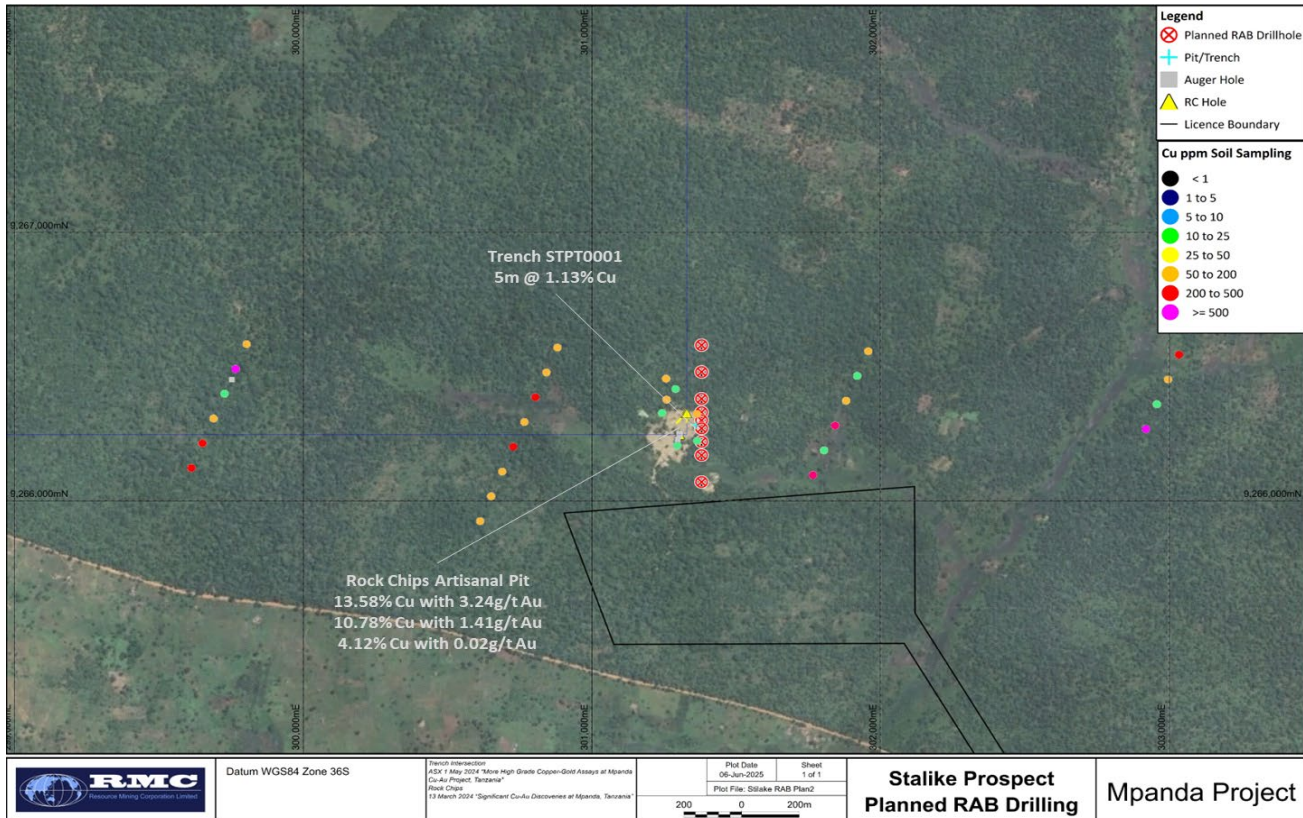 300,000mE
301,000mE
302,000mE
9,267,000mN
Trench STPT0001
5m @ 1.13% Cu
9,266,000mN
9,266,000mN
Rock Chips Artisanal Pit
13.58% Cu with 3.24g/t Au
10.78% Cu with 1.41g/t Au
4.12% Cu with 0.02g/t Au
300,000mE
301,000mE
302,000mE
303,000mE
Legend
Planned RAB Drillhole
Pit/Trench
Auger Hole
RC Hole
Licence Boundary
Cu ppm Soil Sampling
< 1
1 to 5
5 to 10
10 to 25
25 to 50
50 to 200
200 to 500
>= 500
RMC
Resource Mining Corporation Limited
Datum WGS84 Zone 36S
Trench Intersection
ASX 1 May 2024 "More High Grade Copper-Gold Assays at Mpanda
Cu-Au Project, Tanzania"
Rock Chips
13 March 2024 "Significant Cu-Au Discoveries at Mpanda, Tanzania"
Plot Date
06-Jun-2025
Sheet
1 of 1
Plot File: Stilake RAB Plan2
200 0 200m
Stalike Prospect
Planned RAB Drilling
Mpanda Project